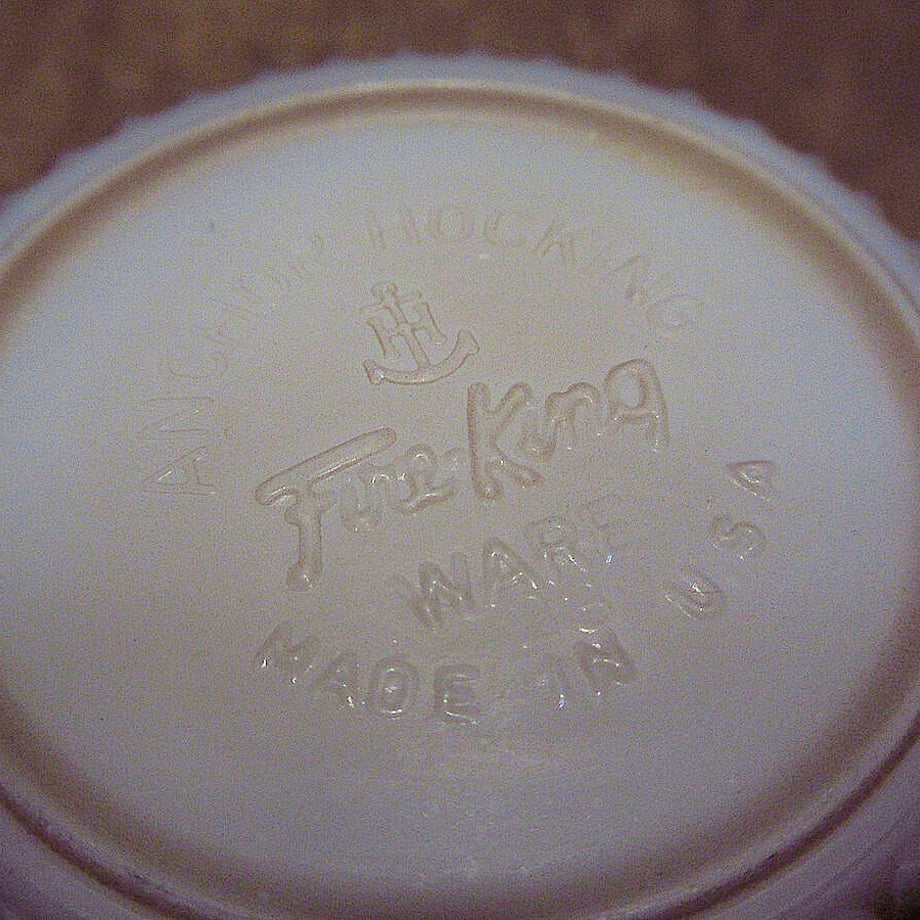 ANCHOR HOCKING
Fire-King
WARE
MADE IN U S A